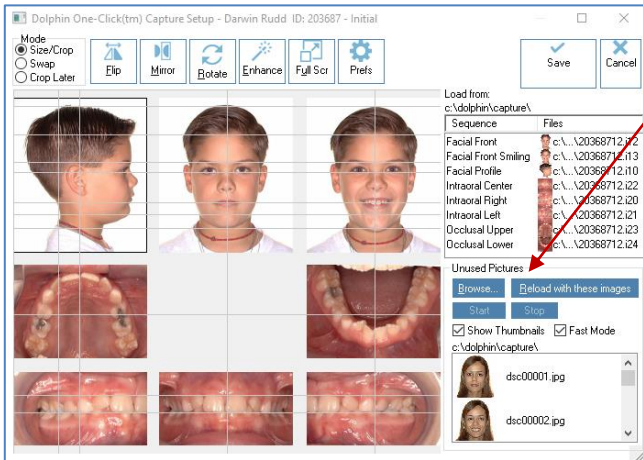 Dolphin One-Click(tm) Capture Setup - Darwin Rudd ID: 203687 - Initial
Mode
Size/Crop
Swap
Crop Later
Flip
Mirror
Rotate
Enhance
Full Scr
Prefs
Save
Cancel
Load from:
c:\dolphin\capture\
Sequence Files
Facial Front c:\...\20368712.i12
Facial Front Smiling c:\...\20368712.i13
Facial Profile c:\...\20368712.i10
Intraoral Center c:\...\20368712.i22
Intraoral Right c:\...\20368712.i20
Intraoral Left c:\...\20368712.i21
Occlusal Upper c:\...\20368712.i23
Occlusal Lower c:\...\20368712.i24
Unused Pictures
Browse... Reload with these images
Start Stop
Show Thumbnails Fast Mode
c:\dolphin\capture\
dsc00001.jpg
dsc00002.jpg